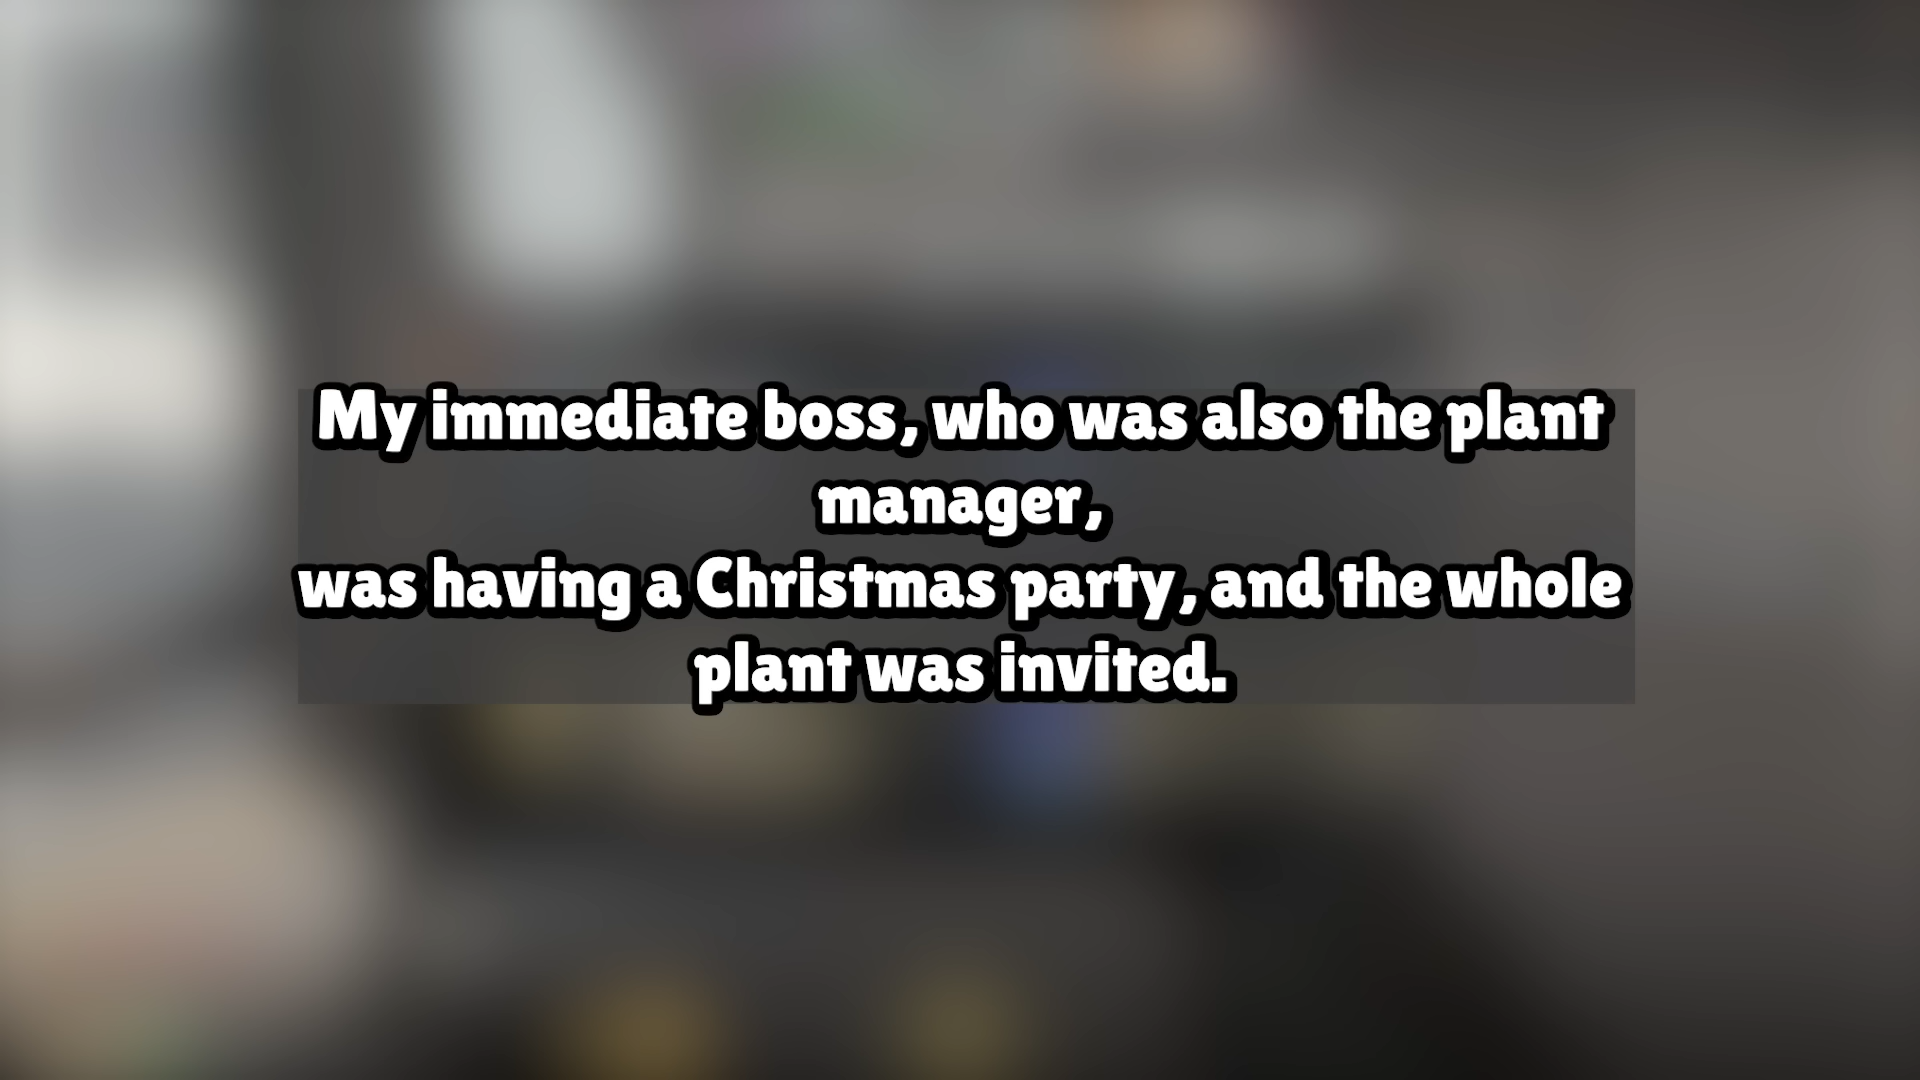 My immediate boss, who was also the plant
manager,
was having a Christmas party, and the whole
plant was invited.